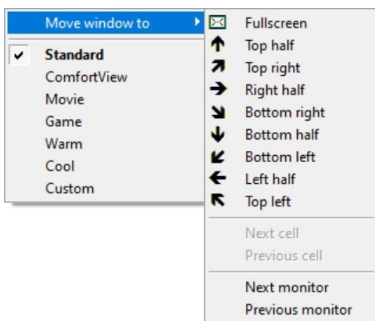 Move window to
Standard
ComfortView
Movie
Game
Warm
Cool
Custom
Fullscreen
Top half
Top right
Right half
Bottom right
Bottom half
Bottom left
Left half
Top left
Next cell
Previous cell
Next monitor
Previous monitor